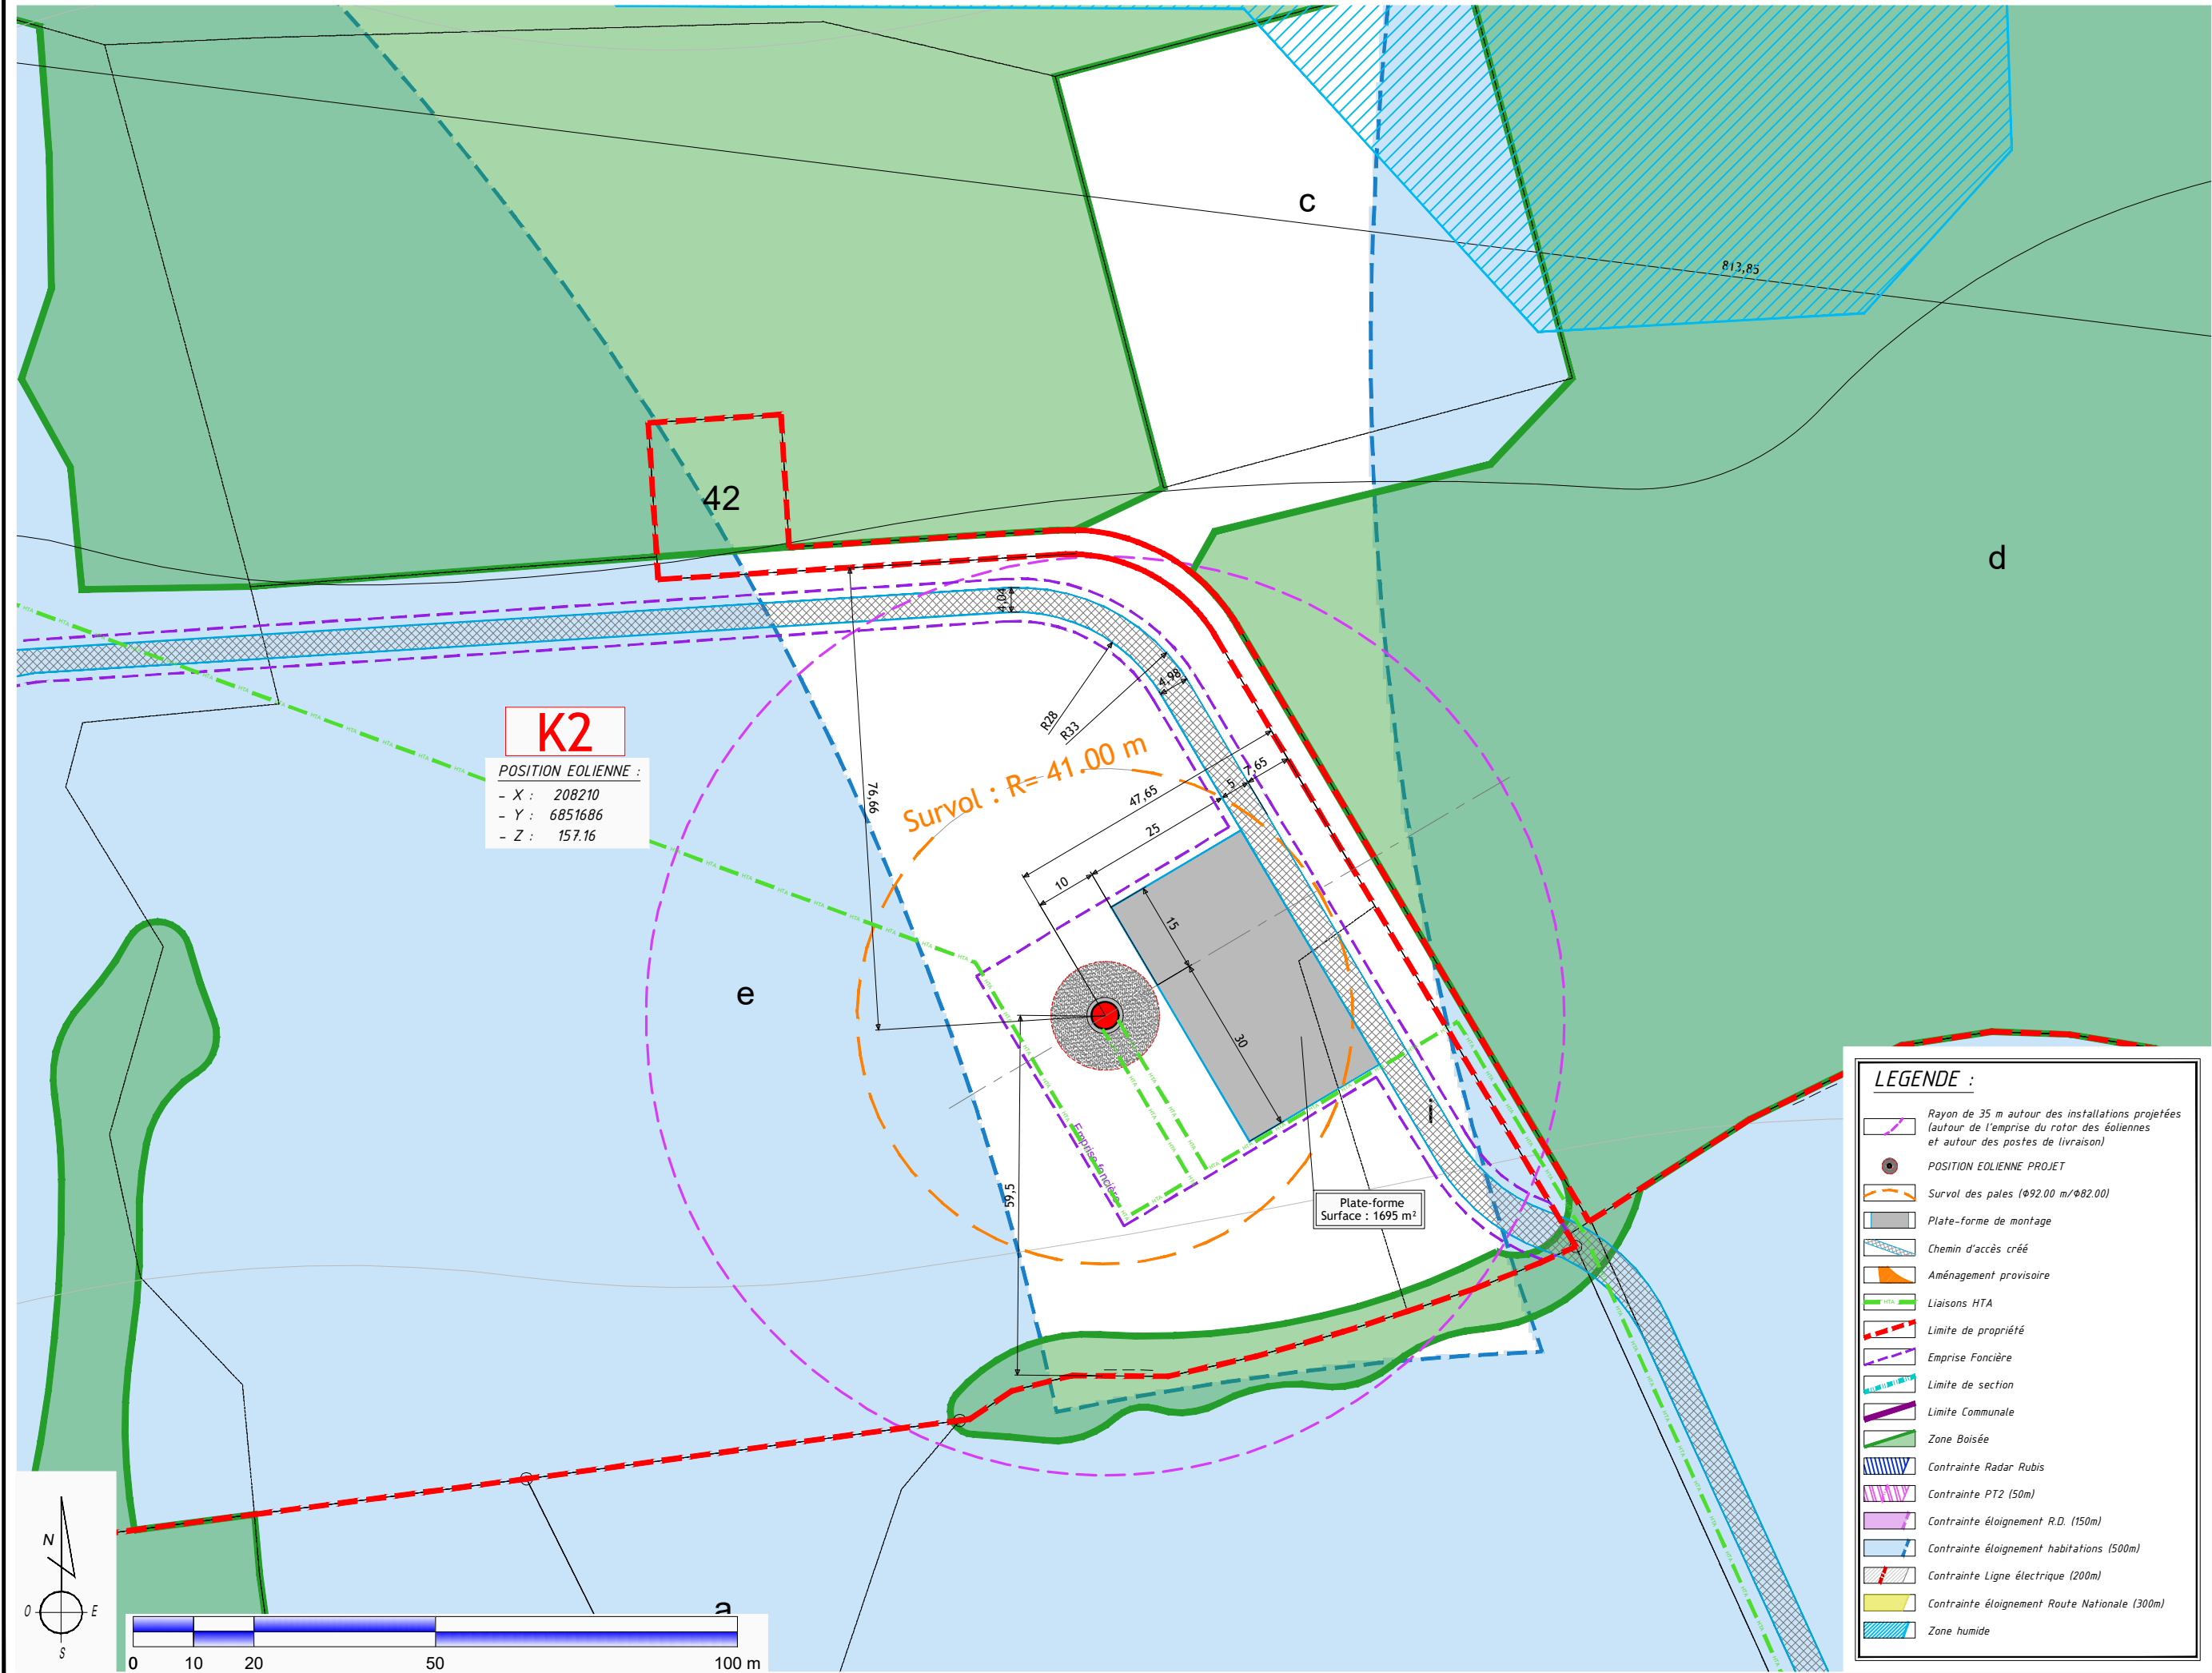 c
813,85
42
d
4,04
4,98
R28
R33
K2
POSITION EOLIENNE :
- X : 208210
- Y : 6851686
- Z : 157.16
76,66
Survol : R= 41.00 m
47,65
5
7,65
25
10
15
30
e
i
59,5
Emprise foncière
HTA
Plate-forme
Surface : 1695 m²
a
N
O
E
S
0
10
20
50
100 m
LEGENDE :
Rayon de 35 m autour des installations projetées
(autour de l'emprise du rotor des éoliennes
et autour des postes de livraison)
POSITION EOLIENNE PROJET
Survol des pales (Φ92.00 m/Φ82.00)
Plate-forme de montage
Chemin d'accès créé
Aménagement provisoire
HTA
Liaisons HTA
Limite de propriété
Emprise Foncière
Limite de section
Limite Communale
Zone Boisée
Contrainte Radar Rubis
Contrainte PT2 (50m)
Contrainte éloignement R.D. (150m)
Contrainte éloignement habitations (500m)
Contrainte Ligne électrique (200m)
Contrainte éloignement Route Nationale (300m)
Zone humide